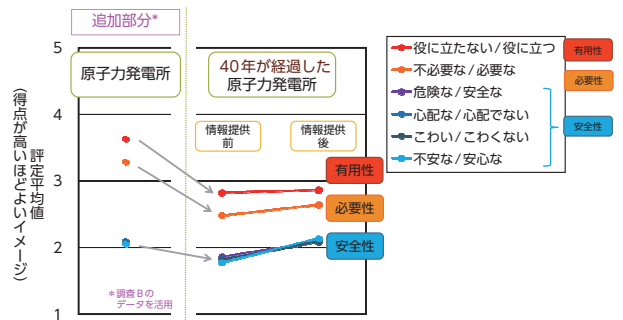 追加部分*
原子力発電所
40年が経過した
原子力発電所
5
4
3
2
1
評定平均値
（得点が高いほどよいイメージ）
情報提供
前
情報提供
後
有用性
必要性
安全性
*調査Bの
データを活用
役に立たない/役に立つ
不必要な/必要な
危険な/安全な
心配な/心配でない
こわい/こわくない
不安な/安心な
有用性
必要性
安全性